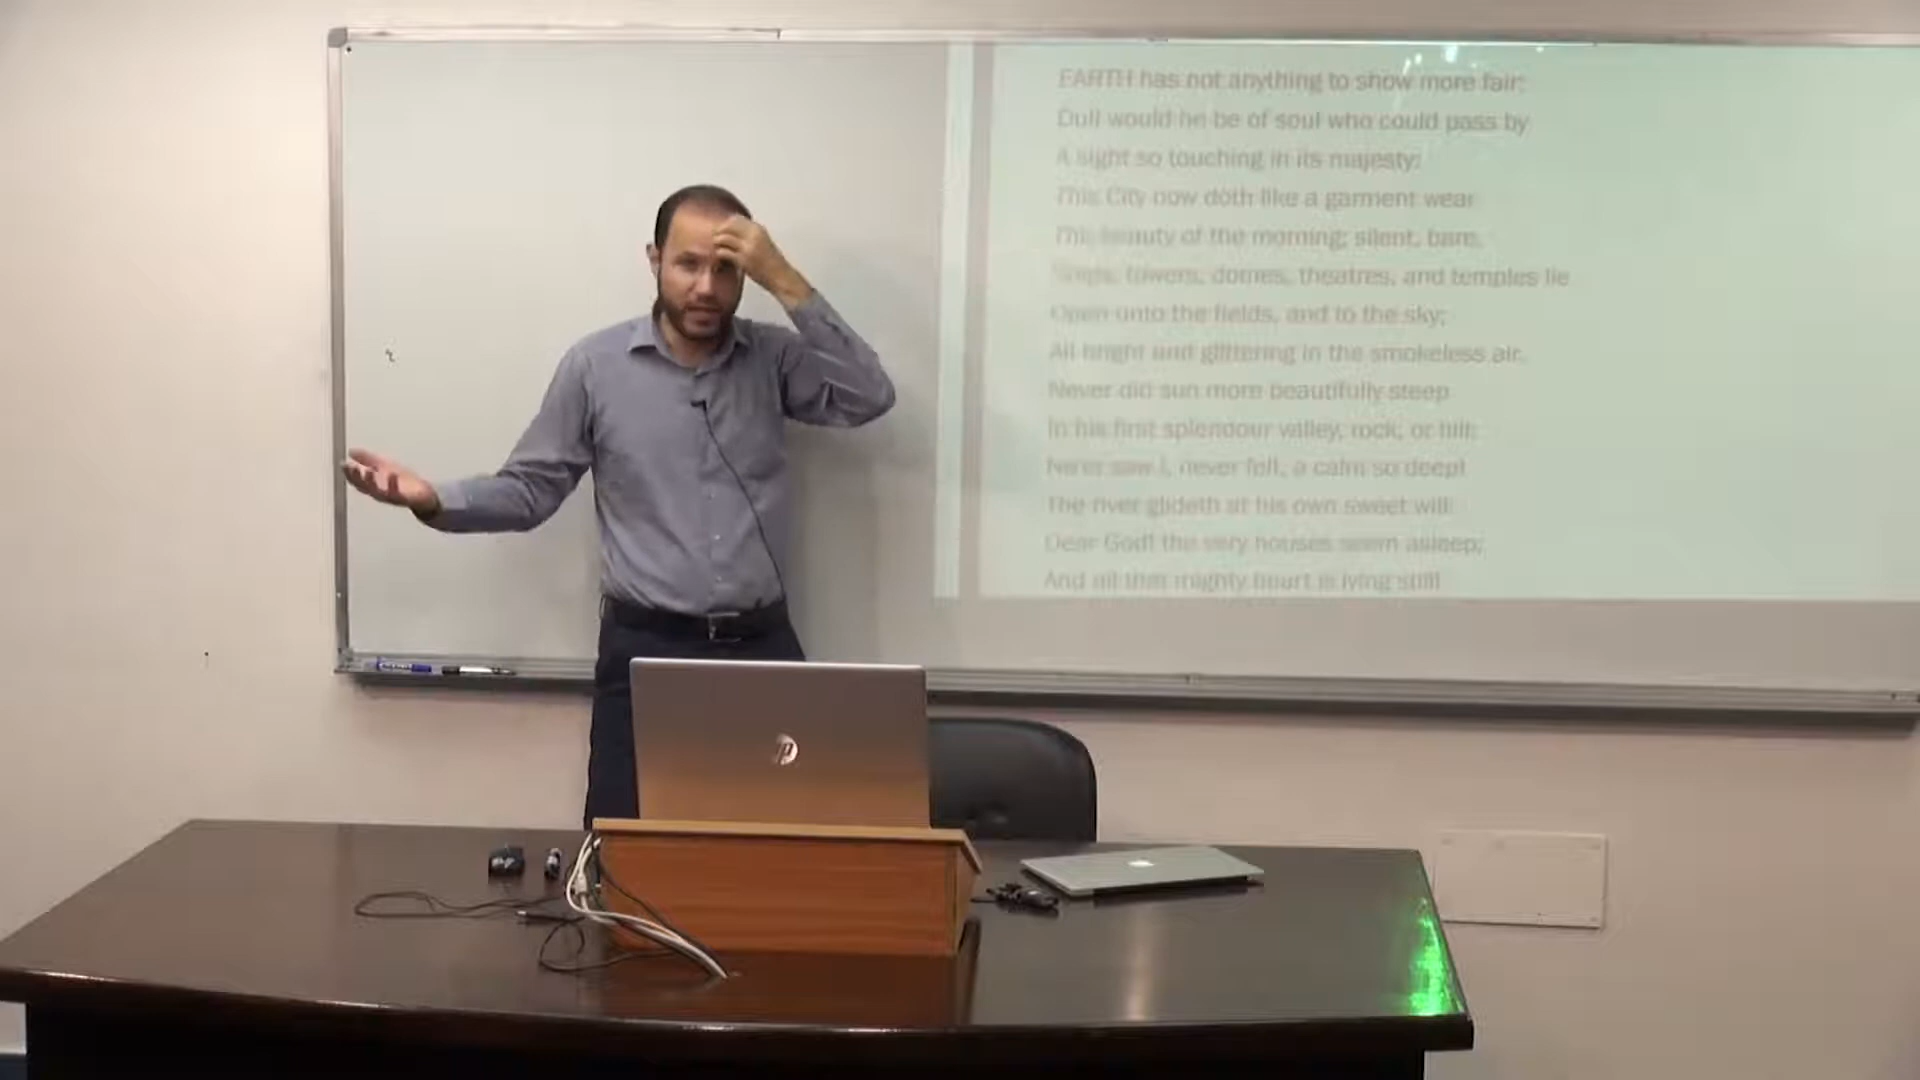 EARTH has not anything to show more fair:
Dull would he be of soul who could pass by
A sight so touching in its majesty:
This City now doth like a garment wear
The beauty of the morning; silent, bare,
Ships, towers, domes, theatres, and temples lie
Open unto the fields, and to the sky;
All bright and glittering in the smokeless air.
Never did sun more beautifully steep
In his first splendour valley, rock, or hill;
Ne'er saw I, never felt, a calm so deep!
The river glideth at his own sweet will:
Dear God! the very houses seem asleep;
And all that mighty heart is lying still!
hp